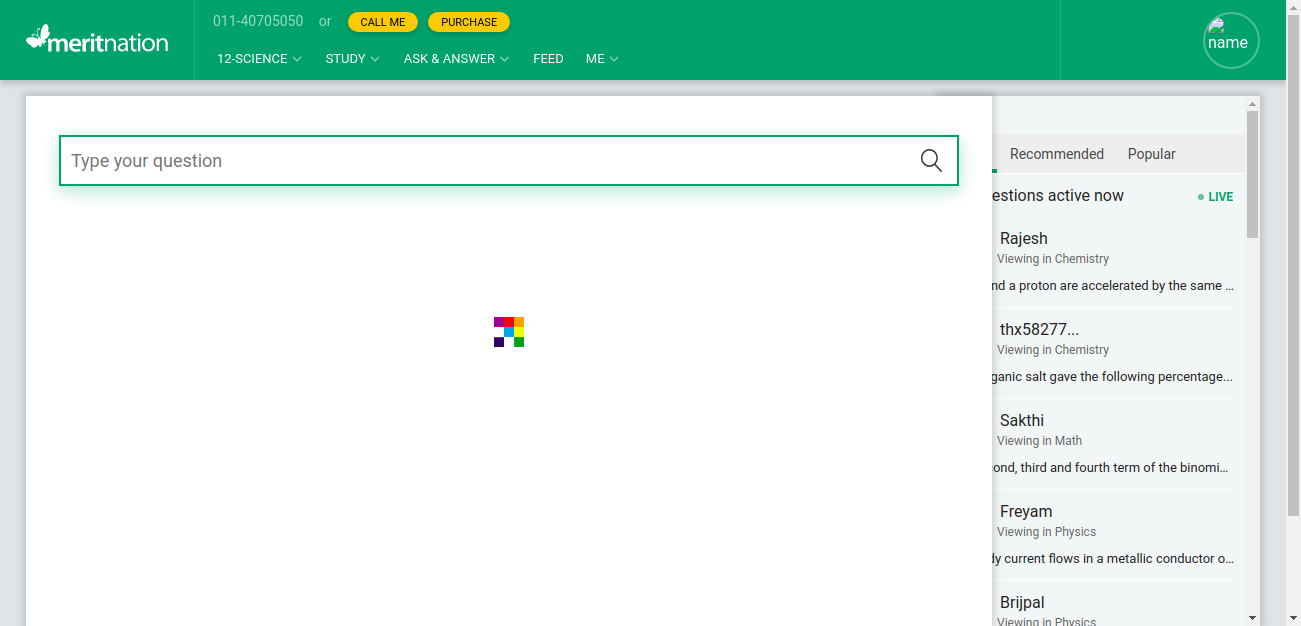 011-40705050 or CALL ME PURCHASE
meritnation
name
12-SCIENCE STUDY ASK & ANSWER FEED ME
Type your question
Recommended Popular
estions active now LIVE
Rajesh
Viewing in Chemistry
nd a proton are accelerated by the same ...
thx58277...
Viewing in Chemistry
ganic salt gave the following percentage...
Sakthi
Viewing in Math
ond, third and fourth term of the binomi...
Freyam
Viewing in Physics
dy current flows in a metallic conductor o...
Brijpal
Viewing in Physics